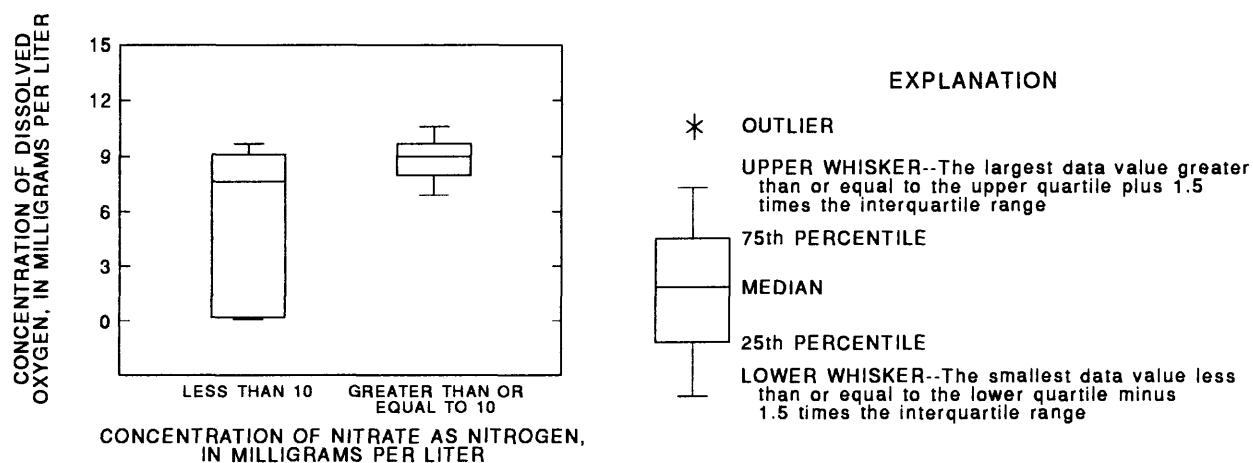 CONCENTRATION OF DISSOLVED
OXYGEN, IN MILLIGRAMS PER LITER
15
12
9
6
3
0
LESS THAN 10
GREATER THAN OR
EQUAL TO 10
CONCENTRATION OF NITRATE AS NITROGEN,
IN MILLIGRAMS PER LITER
EXPLANATION
OUTLIER
UPPER WHISKER--The largest data value greater
than or equal to the upper quartile plus 1.5
times the interquartile range
75th PERCENTILE
MEDIAN
25th PERCENTILE
LOWER WHISKER--The smallest data value less
than or equal to the lower quartile minus
1.5 times the interquartile range